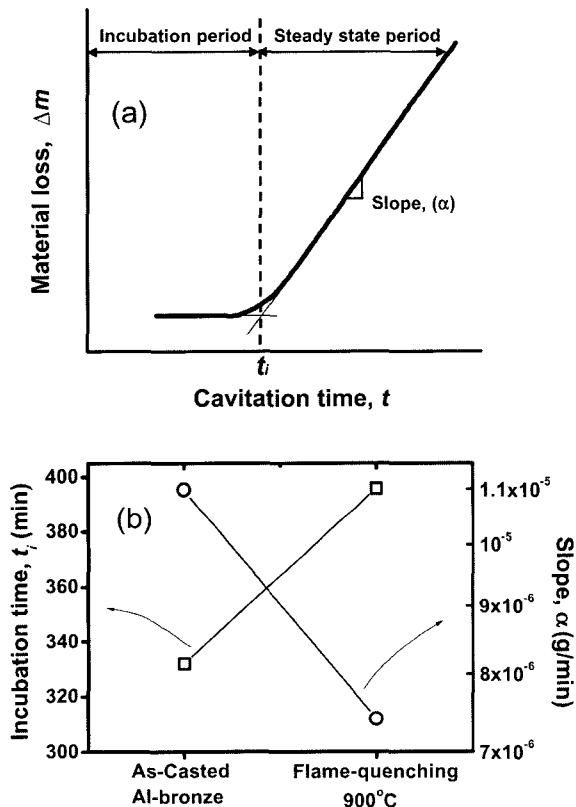 Incubation period Steady state period
(a)
Material loss, Δm
Slope, (α)
tᵢ
Cavitation time, t
(b)
Incubation time, tᵢ (min)
400
380
360
340
320
300
1.1x10⁻⁵
10⁻⁵
9x10⁻⁶
8x10⁻⁶
7x10⁻⁶
Slope, α (g/min)
As-Casted Flame-quenching
Al-bronze 900°C